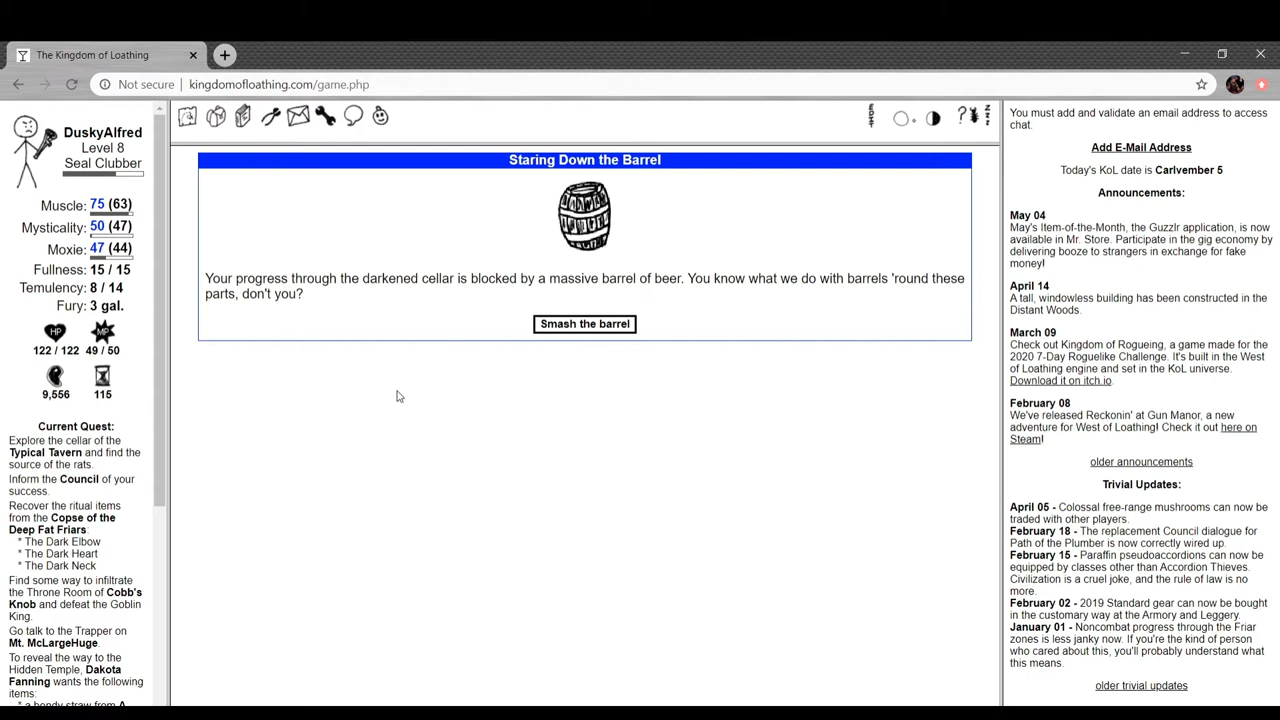 The Kingdom of Loathing
Not secure
kingdomofloathing.com/game.php
DuskyAlfred
Level 8
Seal Clubber
Muscle: 75 (63)
Mysticality: 50 (47)
Moxie: 47 (44)
Fullness: 15 / 15
Temulency: 8 / 14
Fury: 3 gal.
HP MP
122 / 122 49 / 50
9,556 115
Current Quest:
Explore the cellar of the
Typical Tavern and find the
source of the rats.
Inform the Council of your
success.
Recover the ritual items
from the Copse of the
Deep Fat Friars:
* The Dark Elbow
* The Dark Heart
* The Dark Neck
Find some way to infiltrate
the Throne Room of Cobb's
Knob and defeat the Goblin
King.
Go talk to the Trapper on
Mt. McLargeHuge.
To reveal the way to the
Hidden Temple, Dakota
Fanning wants the following
items:
* a bendy straw from A
EDIT
?
ZZZ
Staring Down the Barrel
Your progress through the darkened cellar is blocked by a massive barrel of beer. You know what we do with barrels 'round these
parts, don't you?
Smash the barrel
You must add and validate an email address to access
chat.
Add E-Mail Address
Today's KoL date is Carlvember 5
Announcements:
May 04
May's Item-of-the-Month, the Guzzlr application, is now
available in Mr. Store. Participate in the gig economy by
delivering booze to strangers in exchange for fake
money!
April 14
A tall, windowless building has been constructed in the
Distant Woods.
March 09
Check out Kingdom of Rogueing, a game made for the
2020 7-Day Roguelike Challenge. It's built in the West
of Loathing engine and set in the KoL universe.
Download it on itch.io.
February 08
We've released Reckonin' at Gun Manor, a new
adventure for West of Loathing! Check it out here on
Steam!
older announcements
Trivial Updates:
April 05 - Colossal free-range mushrooms can now be
traded with other players.
February 18 - The replacement Council dialogue for
Path of the Plumber is now correctly wired up.
February 15 - Paraffin pseudoaccordions can now be
equipped by classes other than Accordion Thieves.
Civilization is a cruel joke, and the rule of law is no
more.
February 02 - 2019 Standard gear can now be bought
in the customary way at the Armory and Leggery.
January 01 - Noncombat progress through the Friar
zones is less janky now. If you're the kind of person
who cared about this, you'll probably understand what
this means.
older trivial updates